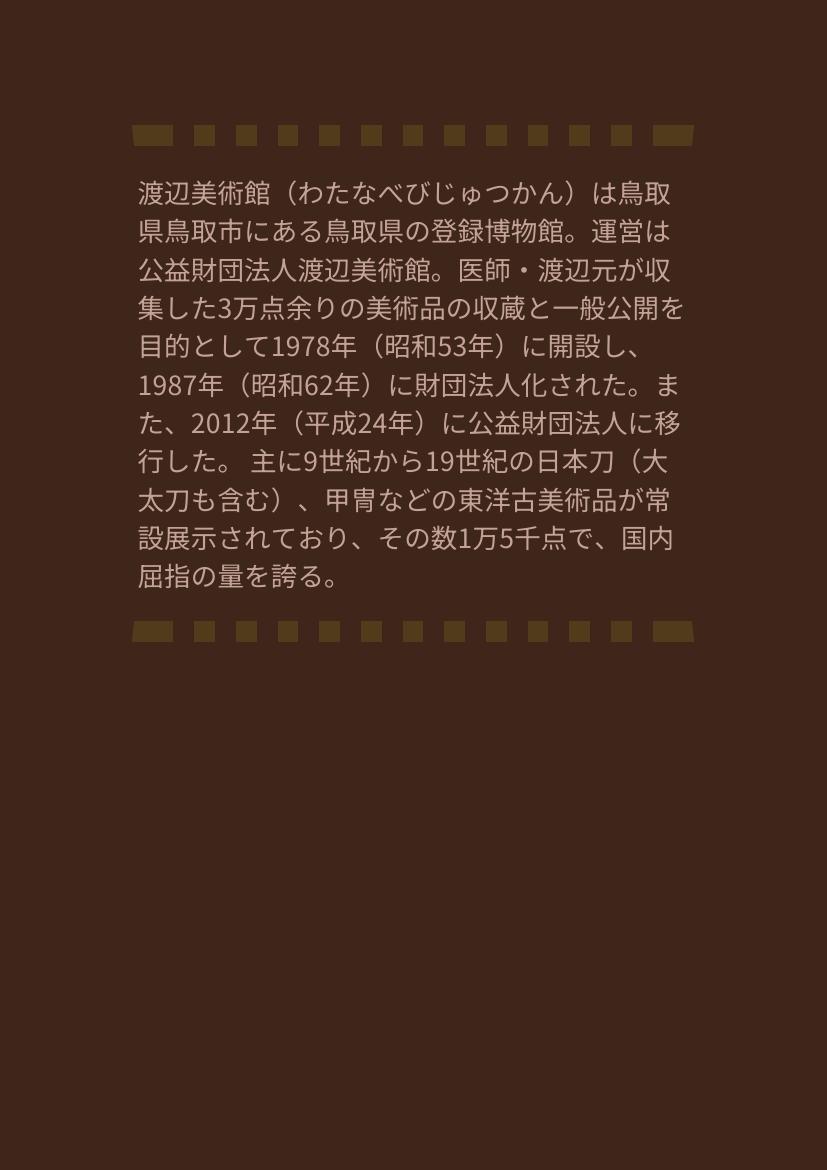 渡辺美術館（わたなべびじゅつかん）は鳥取
県鳥取市にある鳥取県の登録博物館。運営は
公益財団法人渡辺美術館。医師・渡辺元が収
集した3万点余りの美術品の収蔵と一般公開を
目的として1978年（昭和53年）に開設し、
1987年（昭和62年）に財団法人化された。ま
た、2012年（平成24年）に公益財団法人に移
行した。 主に9世紀から19世紀の日本刀（大
太刀も含む）、甲冑などの東洋古美術品が常
設展示されており、その数1万5千点で、国内
屈指の量を誇る。